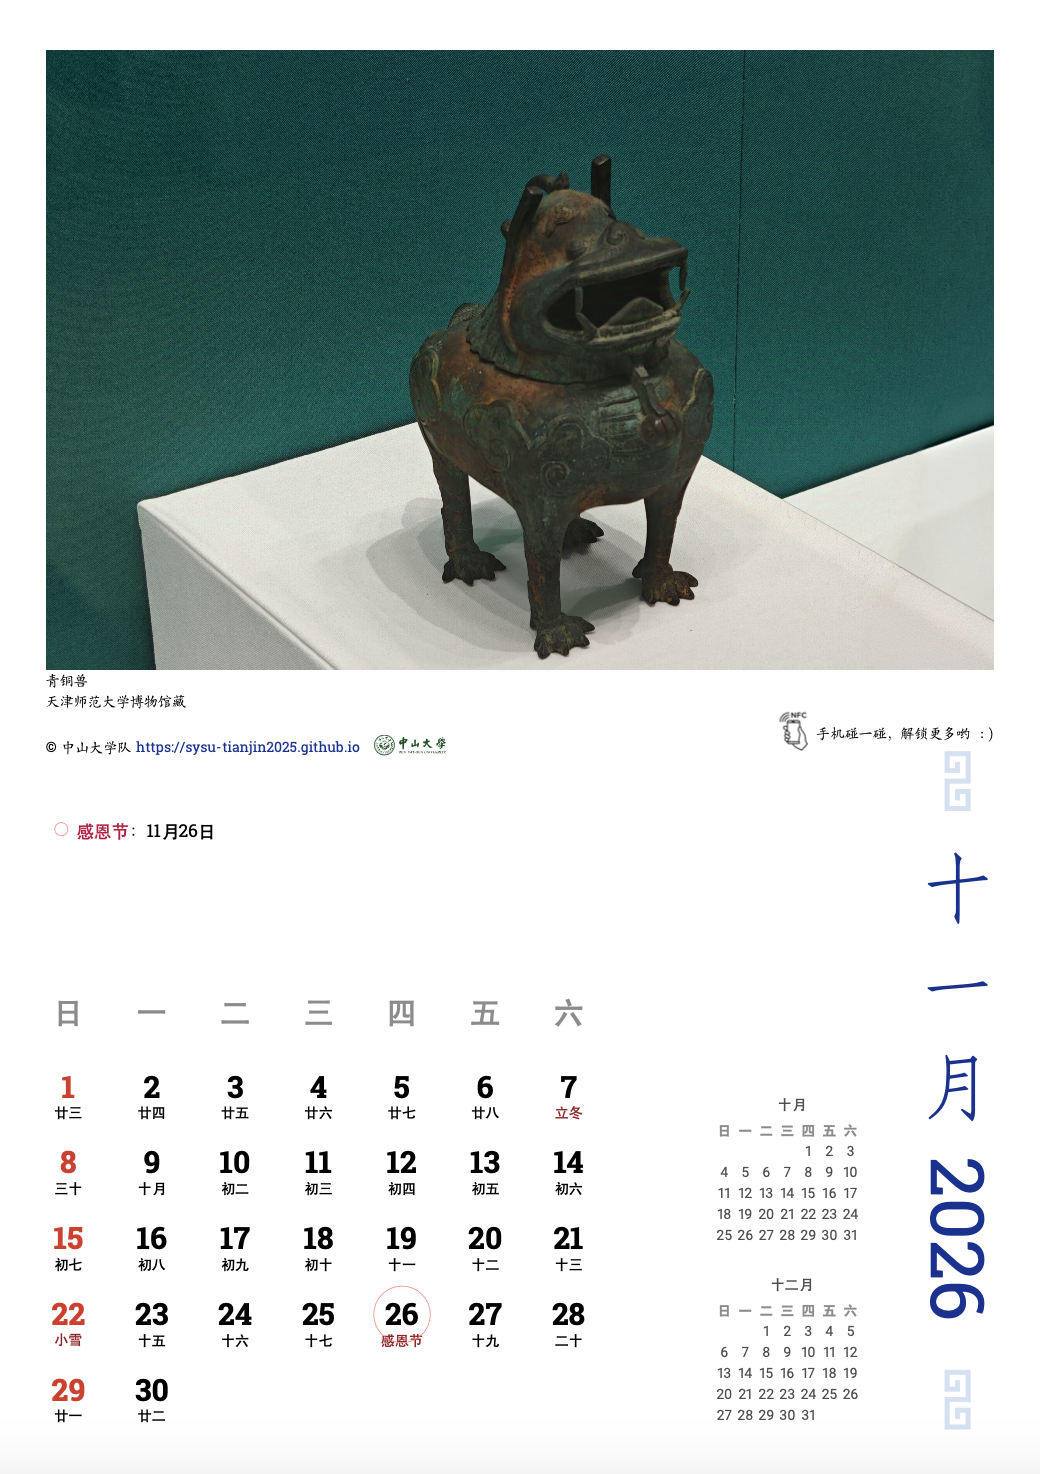 青铜兽
天津师范大学博物馆藏
© 中山大学队 https://sysu-tianjin2025.github.io 中山大學
NFC
手机碰一碰，解锁更多哟 :)
感恩节： 11月26日
十一月 2026
日 一 二 三 四 五 六
1 2 3 4 5 6 7
廿三 廿四 廿五 廿六 廿七 廿八 立冬
8 9 10 11 12 13 14
三十 十月 初二 初三 初四 初五 初六
15 16 17 18 19 20 21
初七 初八 初九 初十 十一 十二 十三
22 23 24 25 26 27 28
小雪 十五 十六 十七 感恩节 十九 二十
29 30
廿一 廿二
十月
日 一 二 三 四 五 六
1 2 3
4 5 6 7 8 9 10
11 12 13 14 15 16 17
18 19 20 21 22 23 24
25 26 27 28 29 30 31
十二月
日 一 二 三 四 五 六
1 2 3 4 5
6 7 8 9 10 11 12
13 14 15 16 17 18 19
20 21 22 23 24 25 26
27 28 29 30 31